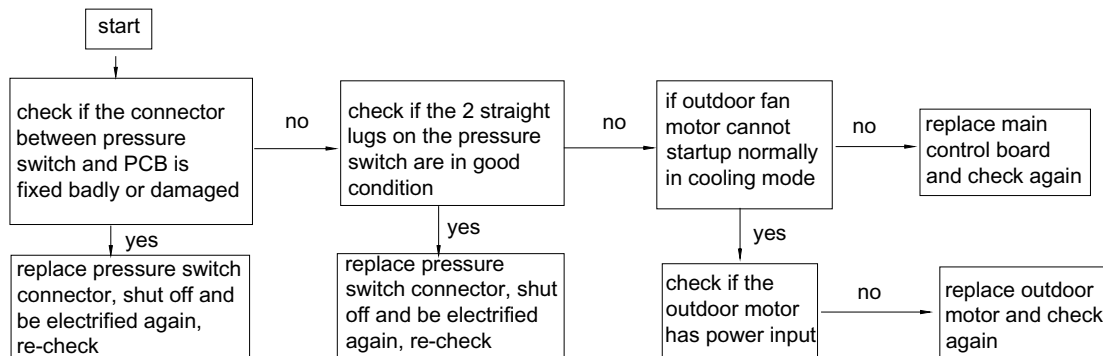 start
check if the connector
between pressure
switch and PCB is
fixed badly or damaged
no
check if the 2 straight
lugs on the pressure
switch are in good
condition
no
if outdoor fan
motor cannot
startup normally
in cooling mode
no
replace main
control board
and check again
yes
yes
yes
replace pressure switch
connector, shut off and
be electrified again,
re-check
replace pressure
switch connector, shut
off and be electrified
again, re-check
check if the
outdoor motor
has power input
no
replace outdoor
motor and check
again